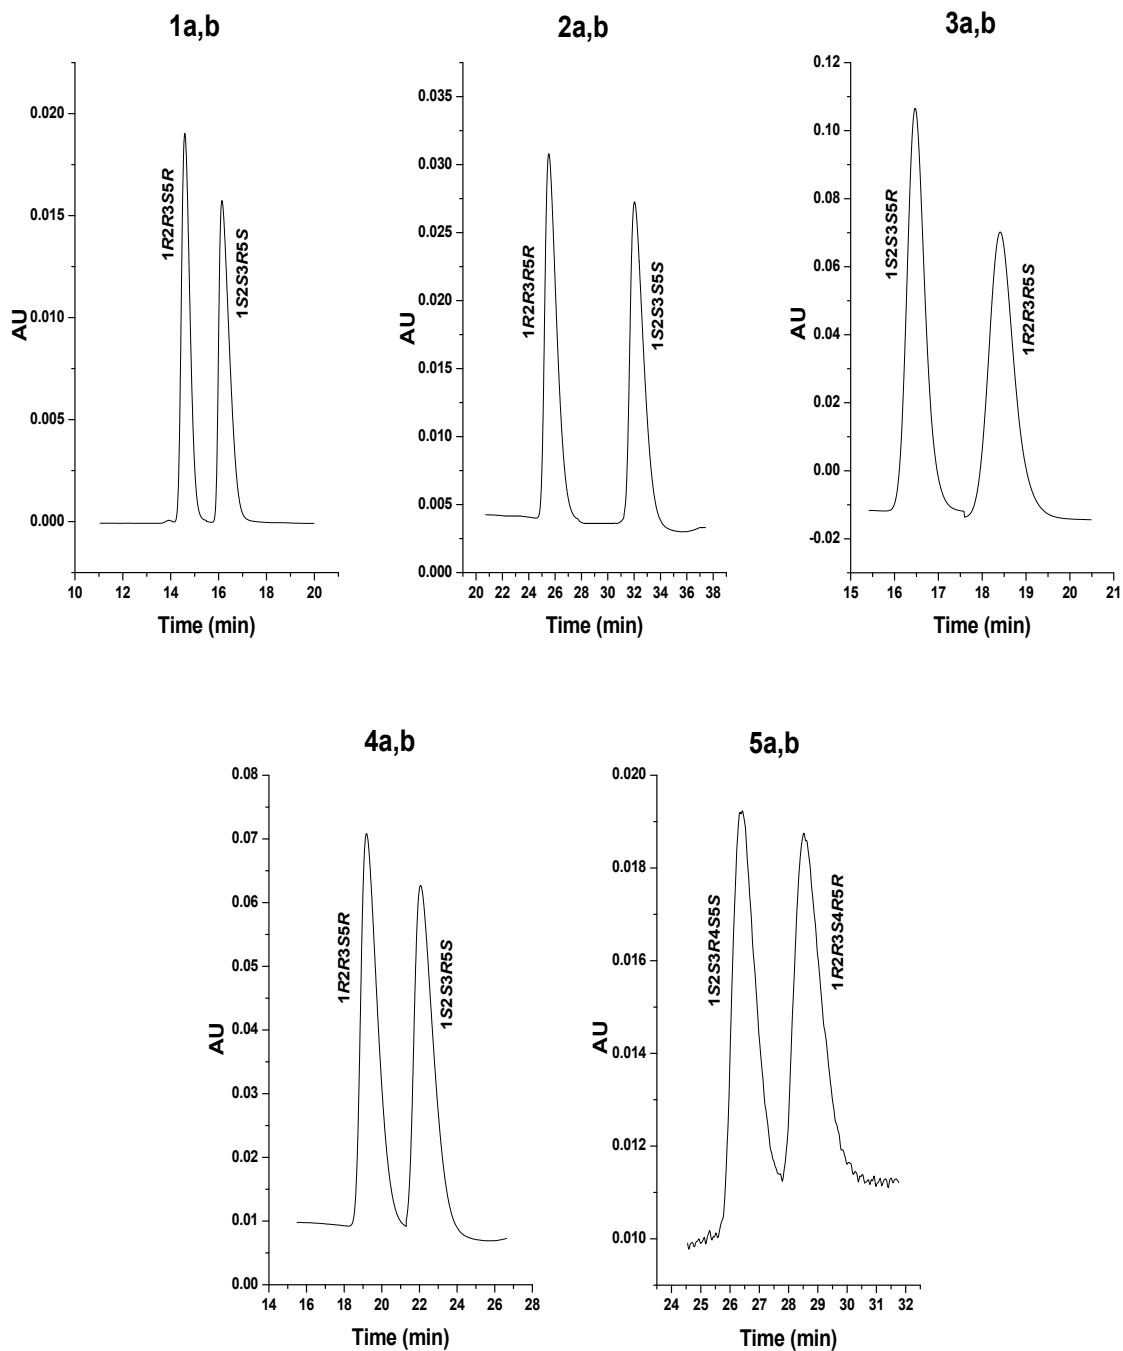 1a,b
2a,b
3a,b
0.020
0.015
0.010
0.005
0.000
AU
1R2R3S5R
1S2S3R5S
10 12 14 16 18 20
Time (min)
0.035
0.030
0.025
0.020
0.015
0.010
0.005
0.000
AU
1R2R3R5R
1S2S3S5S
20 22 24 26 28 30 32 34 36 38
Time (min)
0.12
0.10
0.08
0.06
0.04
0.02
0.00
-0.02
AU
1S2S3S5R
1R2R3R5S
15 16 17 18 19 20 21
Time (min)
4a,b
5a,b
0.08
0.07
0.06
0.05
0.04
0.03
0.02
0.01
0.00
AU
1R2R3S5R
1S2S3R5S
14 16 18 20 22 24 26 28
Time (min)
0.020
0.018
0.016
0.014
0.012
0.010
AU
1S2S3R4S5S
1R2R3S4R5R
24 25 26 27 28 29 30 31 32
Time (min)